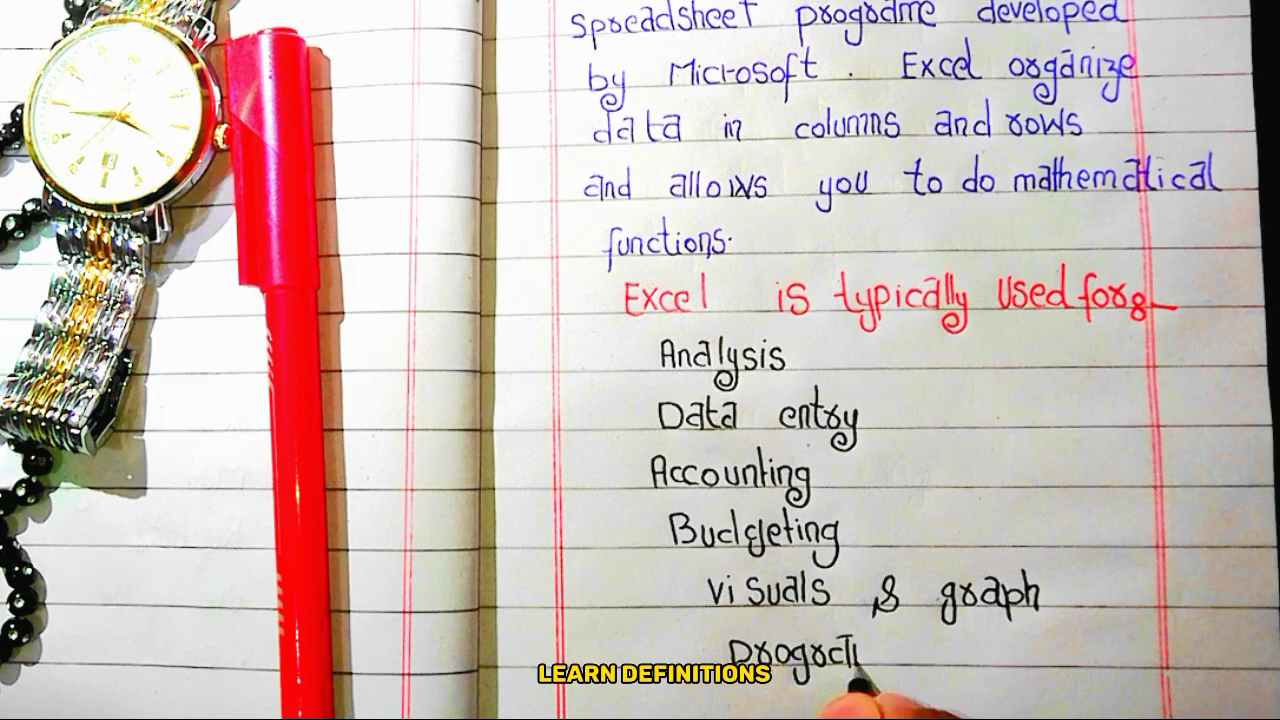 Spreadsheet programe developed
by Microsoft. Excel organize
data in columns and rows
and allows you to do mathematical
functions.
Excel is typically used for:-
Analysis
Data entry
Accounting
Budgeting
Visuals & graph
LEARN DEFINITIONS